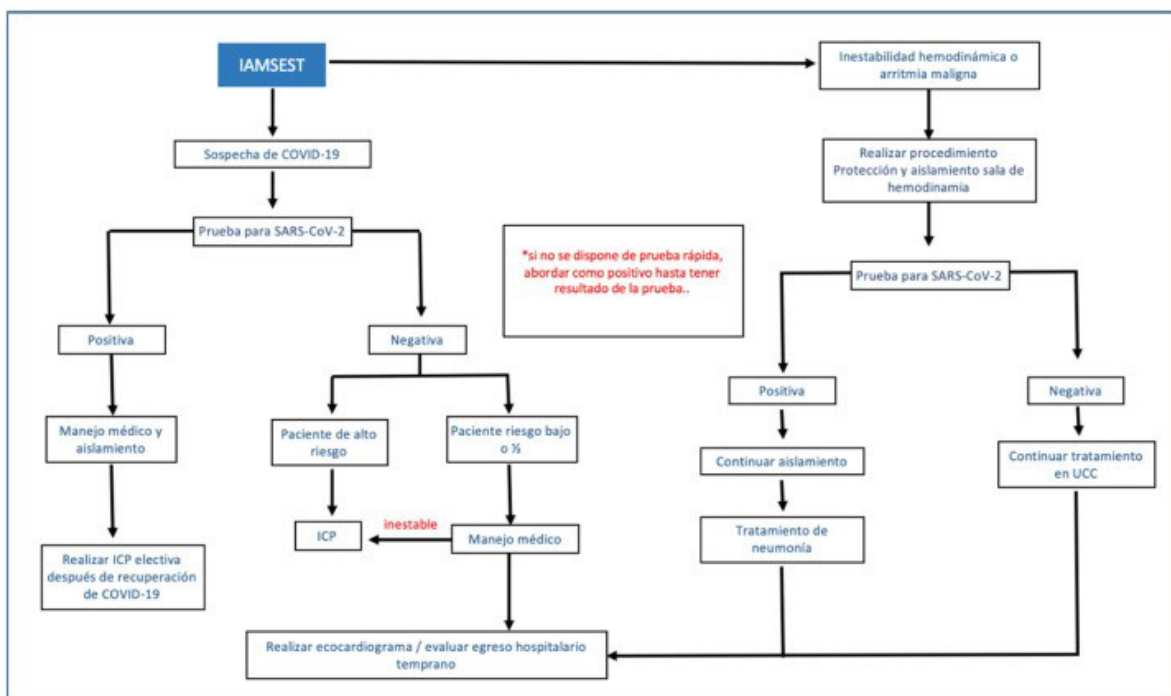 IAMSEST
Inestabilidad hemodinámica o
arritmia maligna
Sospecha de COVID-19
Realizar procedimiento
Protección y aislamiento sala de
hemodinamia
Prueba para SARS-CoV-2
*si no se dispone de prueba rápida,
abordar como positivo hasta tener
resultado de la prueba..
Prueba para SARS-CoV-2
Positiva
Negativa
Positiva
Negativa
Manejo médico y
aislamiento
Paciente de alto
riesgo
Paciente riesgo bajo
o ½
Continuar aislamiento
Continuar tratamiento
en UCC
ICP
inestable
Manejo médico
Tratamiento de
neumonía
Realizar ICP electiva
después de recuperación
de COVID-19
Realizar ecocardiograma / evaluar egreso hospitalario
temprano